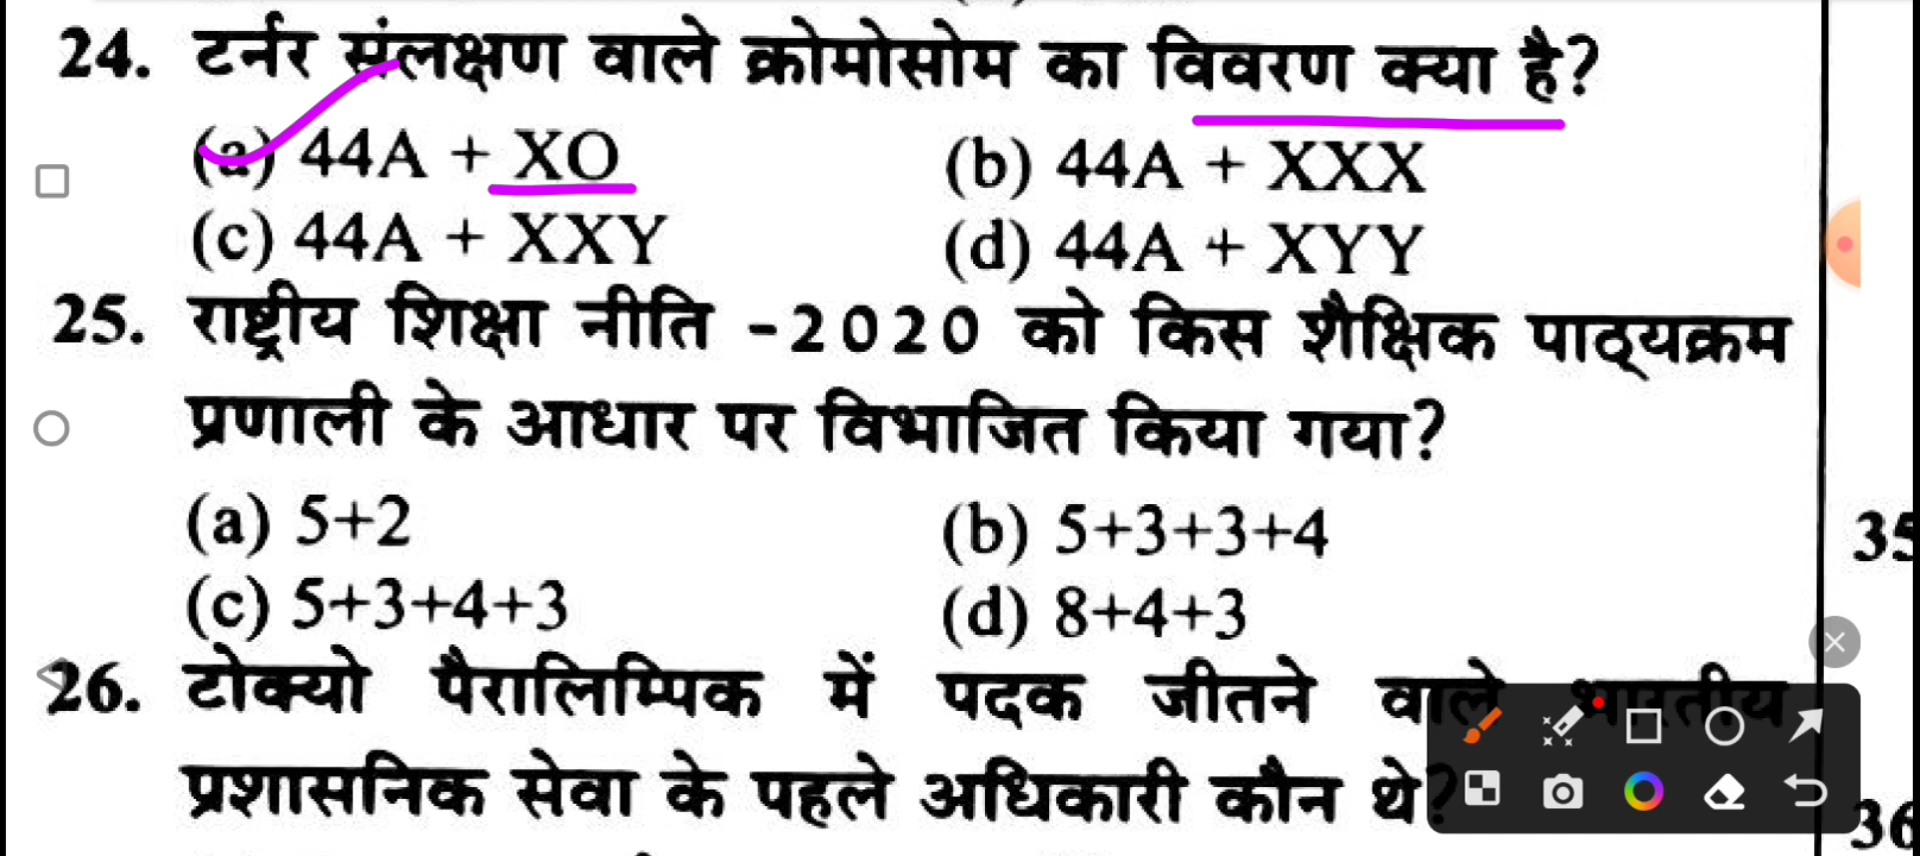 24. टर्नर संलक्षण वाले क्रोमोसोम का विवरण क्या है?
(a) 44A + XO (b) 44A + XXX
(c) 44A + XXY (d) 44A + XYY
25. राष्ट्रीय शिक्षा नीति -2020 को किस शैक्षिक पाठ्यक्रम
प्रणाली के आधार पर विभाजित किया गया?
(a) 5+2 (b) 5+3+3+4
(c) 5+3+4+3 (d) 8+4+3
26. टोक्यो पैरालिम्पिक में पदक जीतने वाले भारतीय
प्रशासनिक सेवा के पहले अधिकारी कौन थे?
35
36